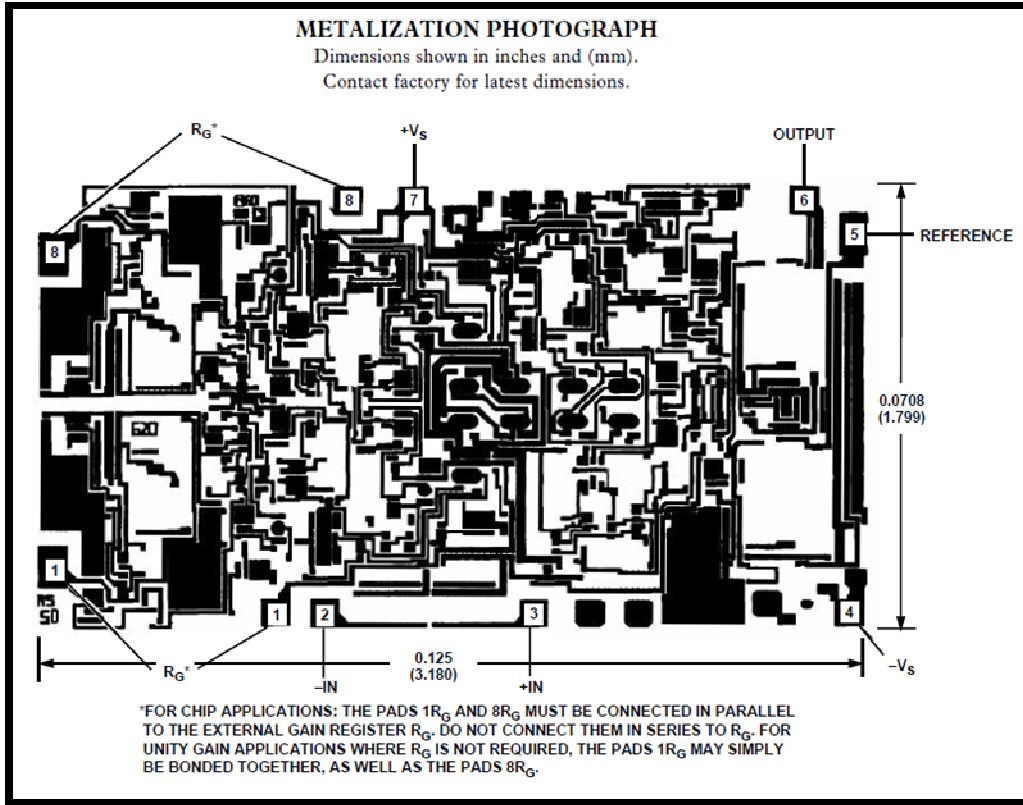 METALIZATION PHOTOGRAPH
Dimensions shown in inches and (mm).
Contact factory for latest dimensions.
RG*
+VS
OUTPUT
8
7
6
5
REFERENCE
8
0.0708
(1.799)
620
1
1
2
3
4
0.125
(3.180)
RG*
–IN
+IN
–VS
*FOR CHIP APPLICATIONS: THE PADS 1RG AND 8RG MUST BE CONNECTED IN PARALLEL
TO THE EXTERNAL GAIN REGISTER RG. DO NOT CONNECT THEM IN SERIES TO RG. FOR
UNITY GAIN APPLICATIONS WHERE RG IS NOT REQUIRED, THE PADS 1RG MAY SIMPLY
BE BONDED TOGETHER, AS WELL AS THE PADS 8RG.